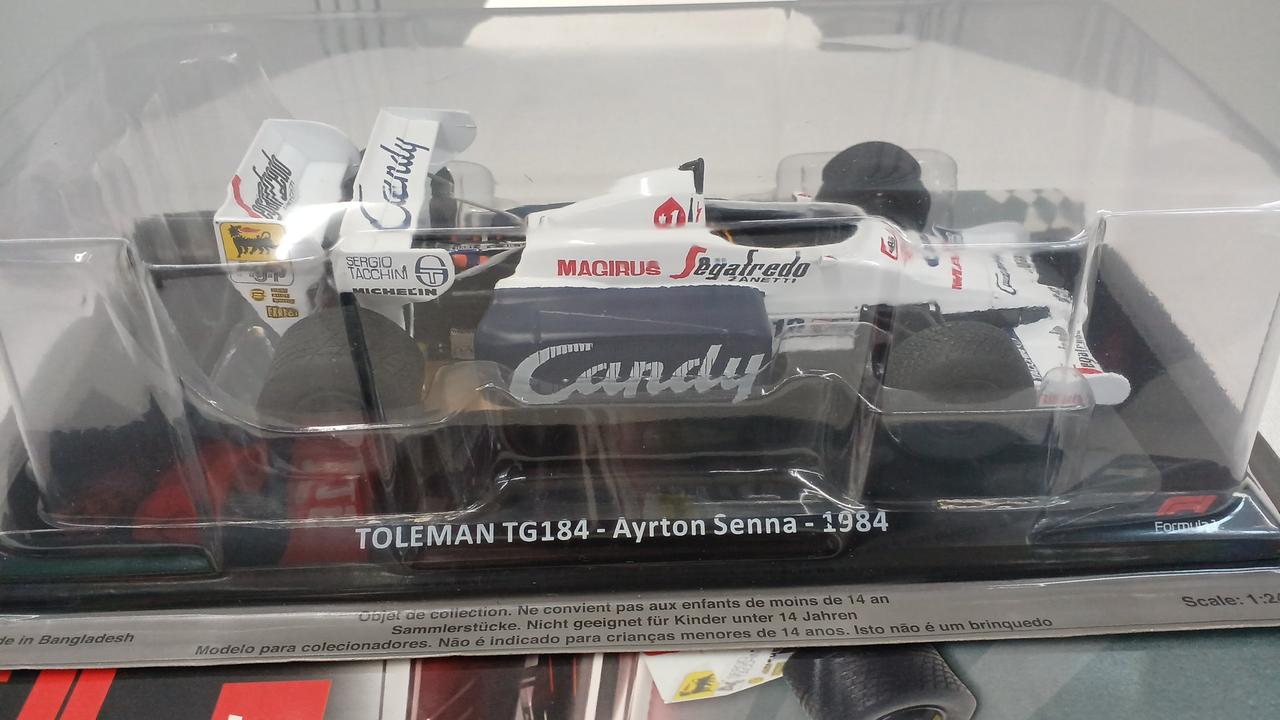 Candy
SERGIO
TACCHINI
MICHELIN
MAGIRUS Segafredo
ZANETTI
Candy
TOLEMAN TG184 - Ayrton Senna - 1984
Formula 1
Objet de collection. Ne convient pas aux enfants de moins de 14 an
Scale: 1:24
Sammlerstücke. Nicht geeignet für Kinder unter 14 Jahren
de in Bangladesh
Modelo para colecionadores. Não é indicado para crianças menores de 14 anos. Isto não é um brinquedo